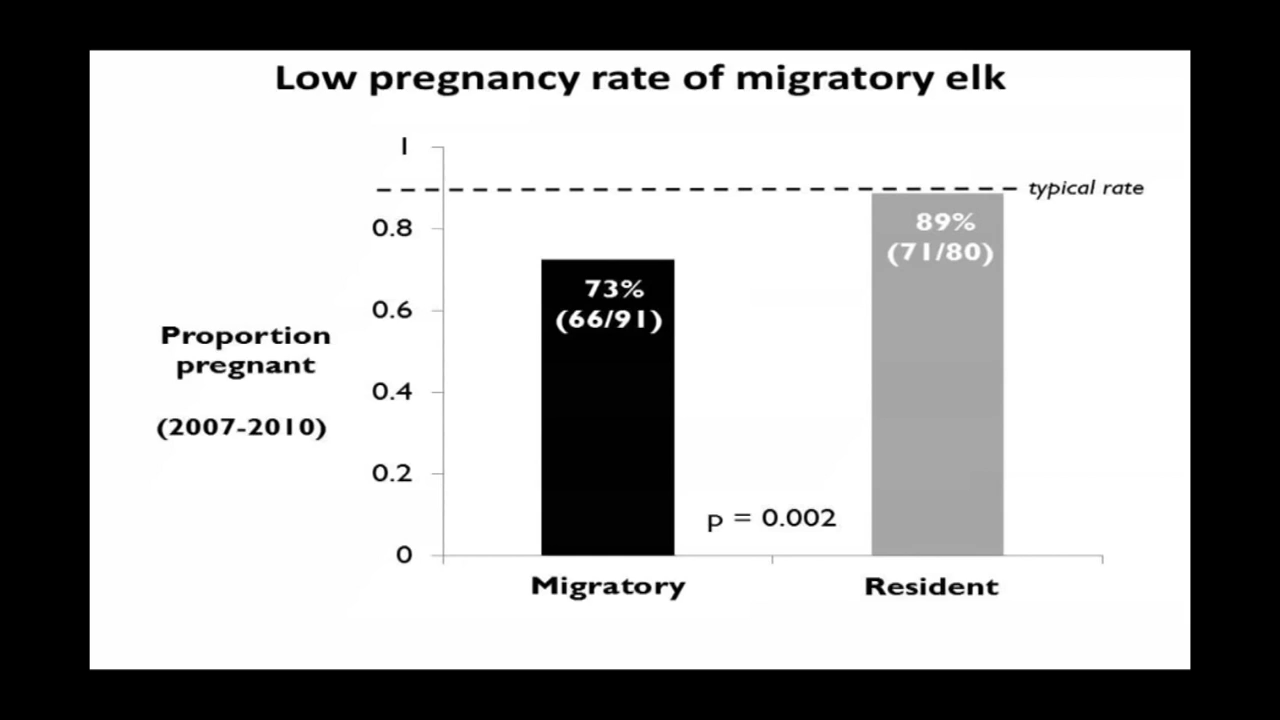 Low pregnancy rate of migratory elk
1
typical rate
0.8
89%
(71/80)
73%
(66/91)
0.6
Proportion
pregnant
0.4
(2007-2010)
0.2
p = 0.002
0
Migratory
Resident